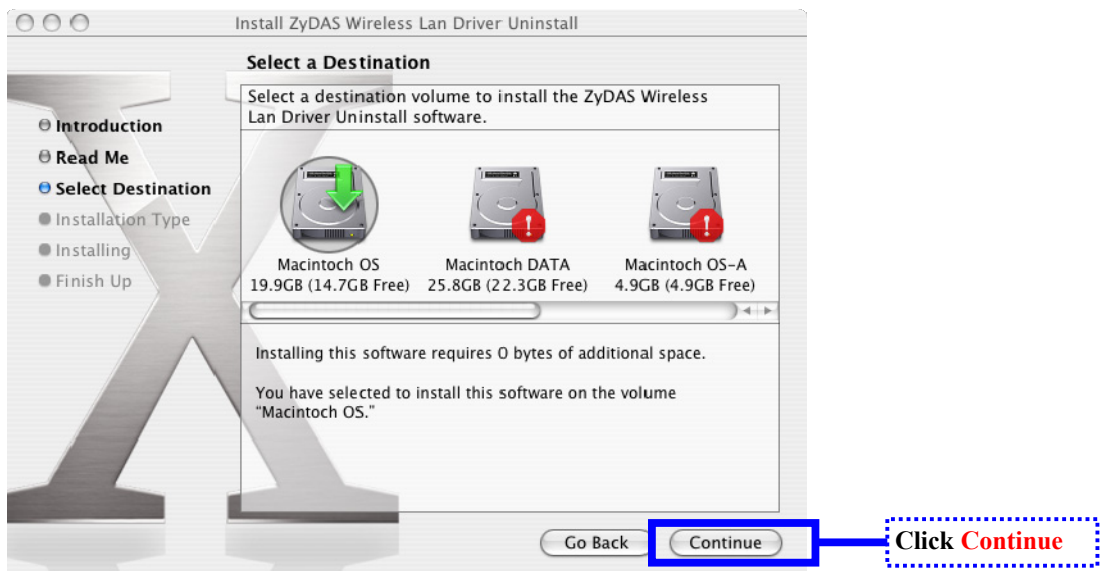 Install ZyDAS Wireless Lan Driver Uninstall
Select a Destination
Introduction
Read Me
Select Destination
Installation Type
Installing
Finish Up
Select a destination volume to install the ZyDAS Wireless
Lan Driver Uninstall software.
Macintoch OS
19.9GB (14.7GB Free)
Macintoch DATA
25.8GB (22.3GB Free)
Macintoch OS-A
4.9GB (4.9GB Free)
Installing this software requires 0 bytes of additional space.
You have selected to install this software on the volume
“Macintoch OS.”
Go Back
Continue
Click Continue